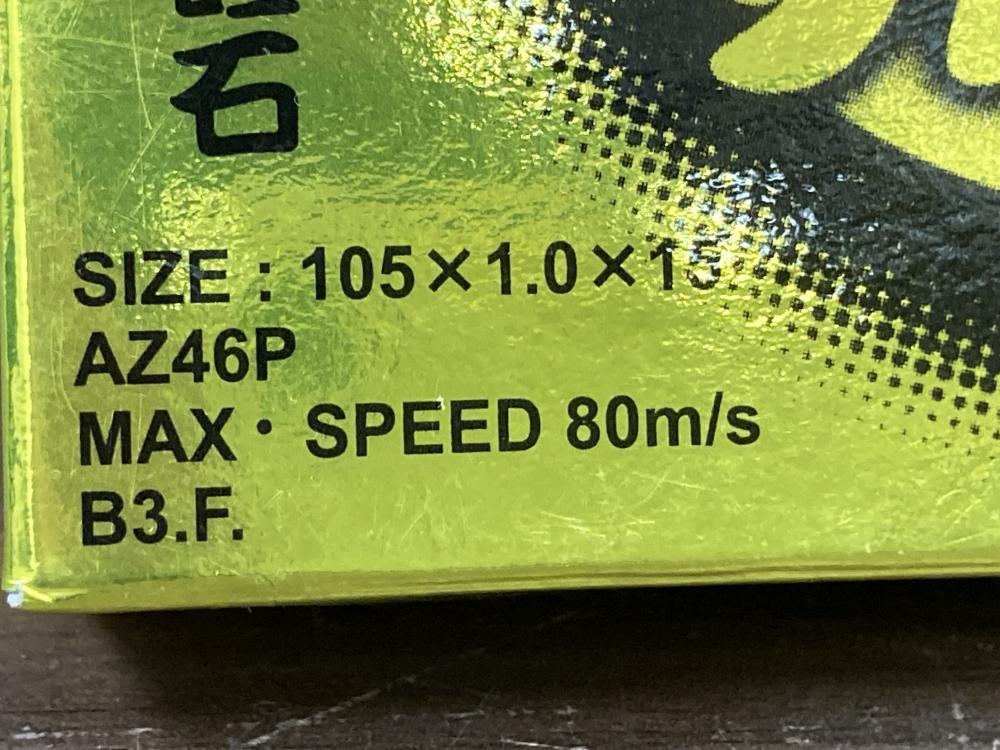 石
SIZE : 105×1.0×15
AZ46P
MAX・SPEED 80m/s
B3.F.